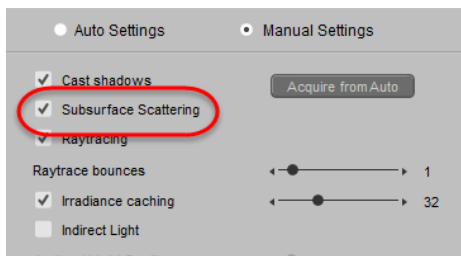 Auto Settings Manual Settings
Cast shadows Acquire from Auto
Subsurface Scattering
Raytracing
Raytrace bounces 1
Irradiance caching 32
Indirect Light